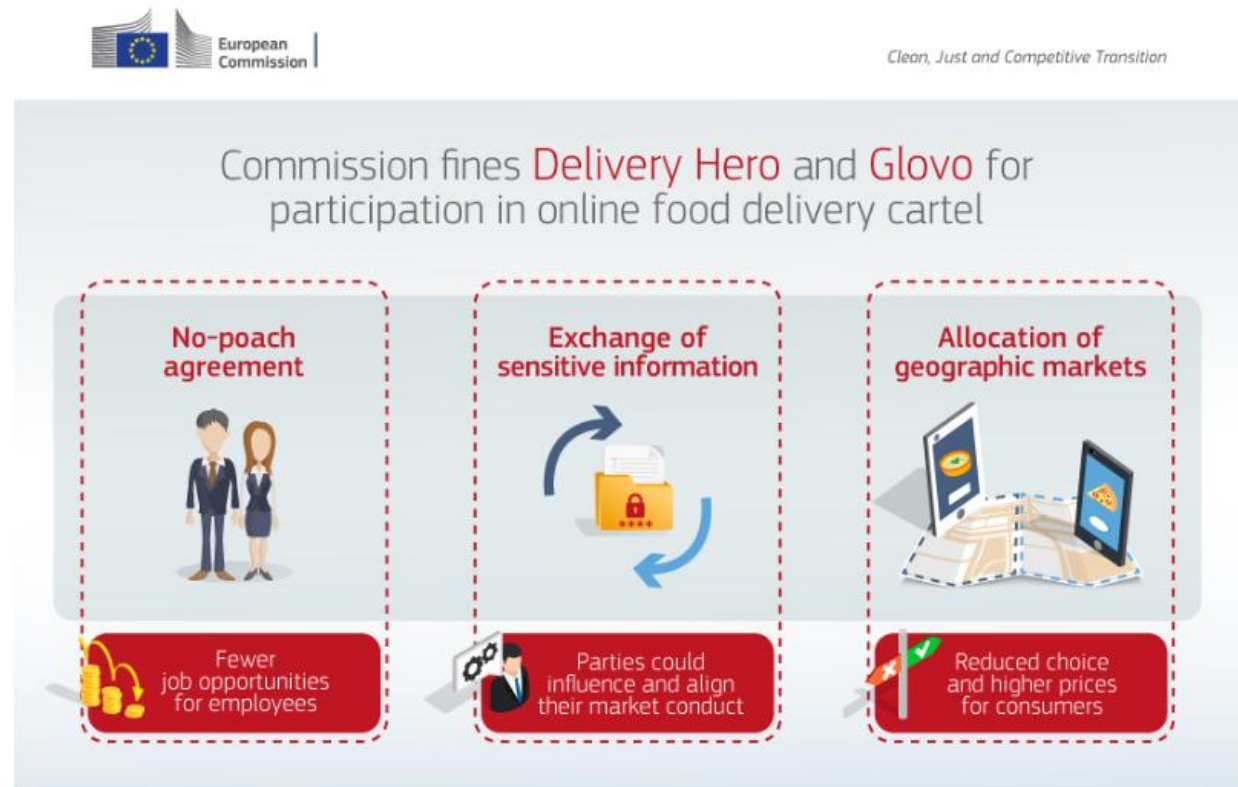 European
Commission
Clean, Just and Competitive Transition
Commission fines Delivery Hero and Glovo for
participation in online food delivery cartel
No-poach
agreement
Exchange of
sensitive information
Allocation of
geographic markets
****
Fewer
job opportunities
for employees
Parties could
influence and align
their market conduct
Reduced choice
and higher prices
for consumers